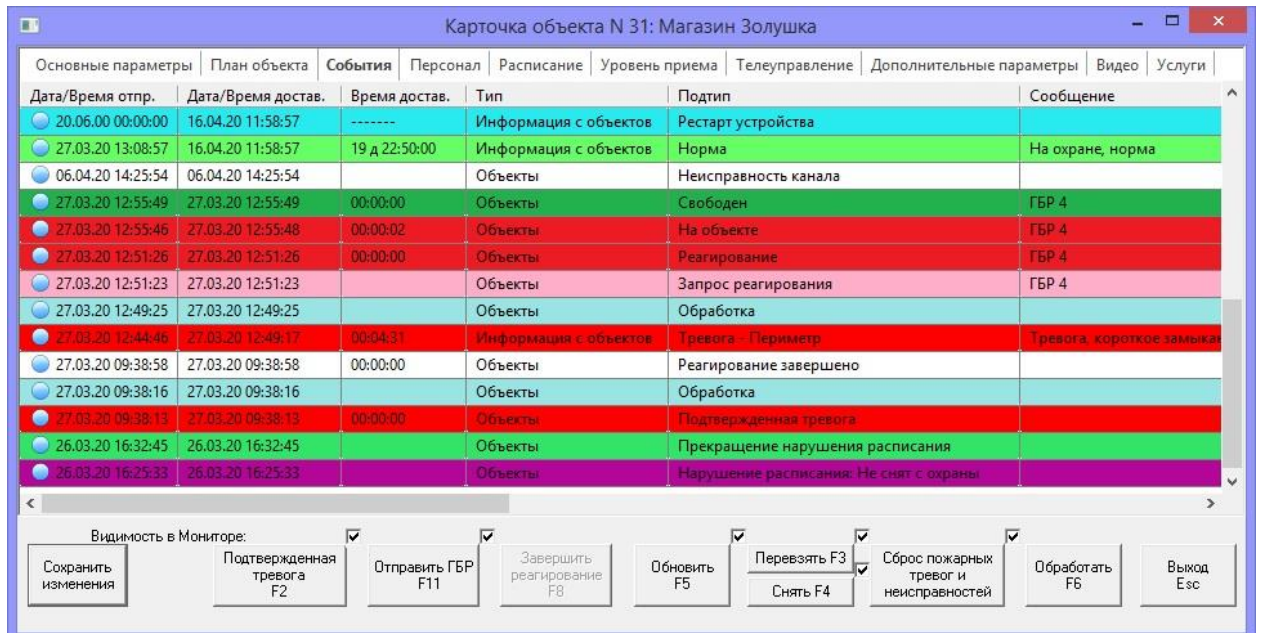 Карточка объекта N 31: Магазин Золушка
Основные параметры План объекта События Персонал Расписание Уровень приема Телеуправление Дополнительные параметры Видео Услуги
Дата/Время отпр. Дата/Время достав. Время достав. Тип Подтип Сообщение
20.06.00 00:00:00 16.04.20 11:58:57 ------- Информация с объектов Рестарт устройства
27.03.20 13:08:57 16.04.20 11:58:57 19 д 22:50:00 Информация с объектов Норма На охране, норма
06.04.20 14:25:54 06.04.20 14:25:54 Объекты Неисправность канала
27.03.20 12:55:49 27.03.20 12:55:49 00:00:00 Объекты Свободен ГБР 4
27.03.20 12:55:46 27.03.20 12:55:48 00:00:02 Объекты На объекте ГБР 4
27.03.20 12:51:26 27.03.20 12:51:26 00:00:00 Объекты Реагирование ГБР 4
27.03.20 12:51:23 27.03.20 12:51:23 Объекты Запрос реагирования ГБР 4
27.03.20 12:49:25 27.03.20 12:49:25 Объекты Обработка
27.03.20 12:44:46 27.03.20 12:49:17 00:04:31 Информация с объектов Тревога - Периметр Тревога, короткое замыкан
27.03.20 09:38:58 27.03.20 09:38:58 00:00:00 Объекты Реагирование завершено
27.03.20 09:38:16 27.03.20 09:38:16 Объекты Обработка
27.03.20 09:38:13 27.03.20 09:38:13 00:00:00 Объекты Подтвержденная тревога
26.03.20 16:32:45 26.03.20 16:32:45 Объекты Прекращение нарушения расписания
26.03.20 16:25:33 26.03.20 16:25:33 Объекты Нарушение расписания: Не снят с охраны
Видимость в Мониторе:
Сохранить
изменения
Подтвержденная
тревога
F2
Отправить ГБР
F11
Завершить
реагирование
F8
Обновить
F5
Перевзять F3
Снять F4
Сброс пожарных
тревог и
неисправностей
Обработать
F6
Выход
Esc